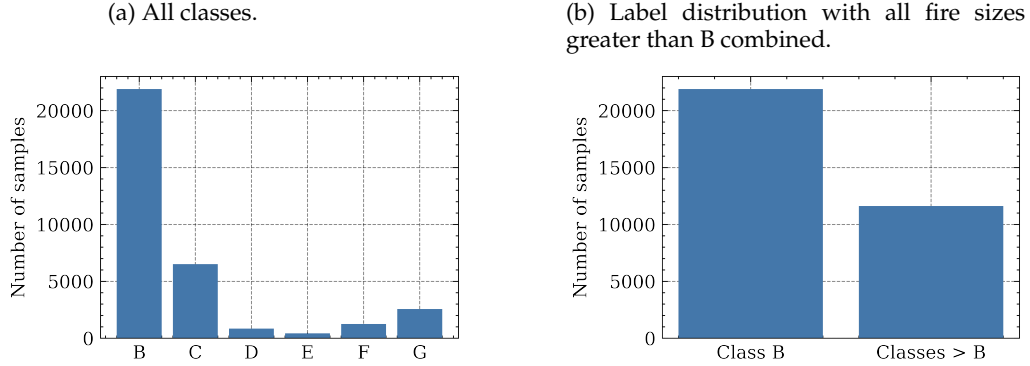 (a) All classes.
(b) Label distribution with all fire sizes
greater than B combined.
Number of samples
20000
15000
10000
5000
0
B C D E F G
Number of samples
20000
15000
10000
5000
0
Class B Classes > B